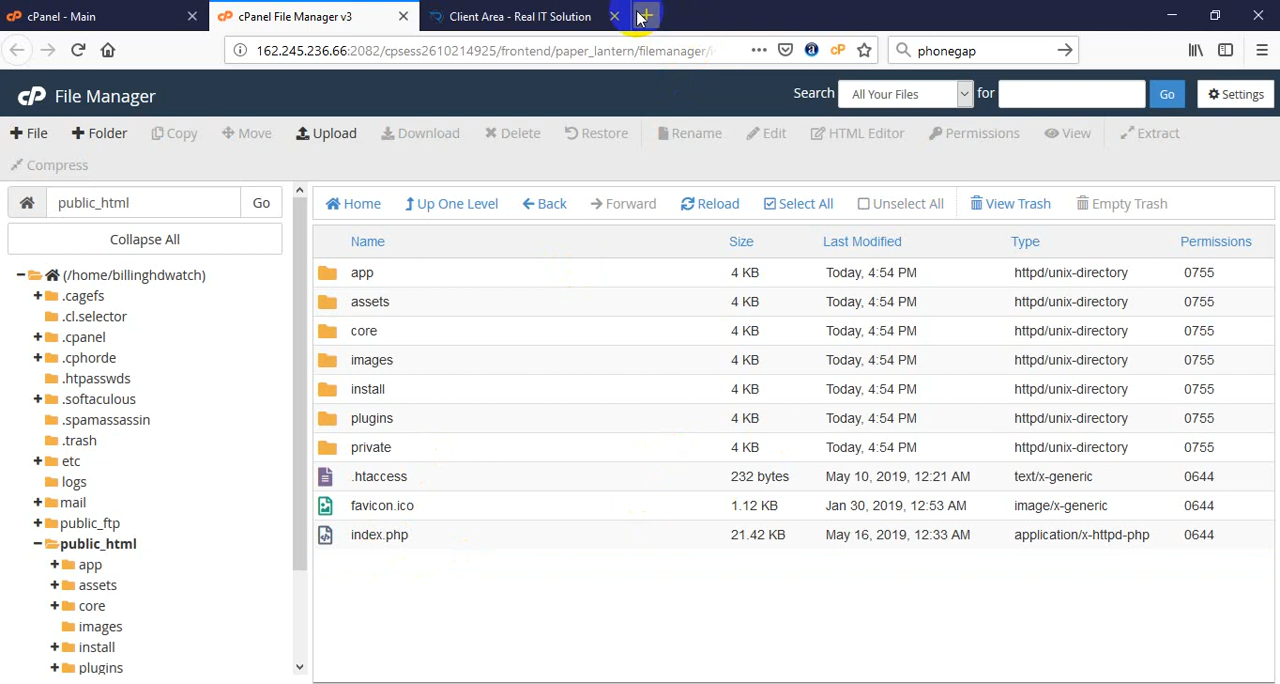 cPanel - Main
cPanel File Manager v3
Client Area - Real IT Solution
162.245.236.66:2082/cpsess2610214925/frontend/paper_lantern/filemanager/
phonegap
cP File Manager
Search All Your Files for Go Settings
File Folder Copy Move Upload Download Delete Restore Rename Edit HTML Editor Permissions View Extract
Compress
public_html Go
Home Up One Level Back Forward Reload Select All Unselect All View Trash Empty Trash
Collapse All
(/home/billinghdwatch)
.cagefs
.cl.selector
.cpanel
.cphorde
.htpasswds
.softaculous
.spamassassin
.trash
etc
logs
mail
public_ftp
public_html
app
assets
core
images
install
plugins
Name Size Last Modified Type Permissions
app 4 KB Today, 4:54 PM httpd/unix-directory 0755
assets 4 KB Today, 4:54 PM httpd/unix-directory 0755
core 4 KB Today, 4:54 PM httpd/unix-directory 0755
images 4 KB Today, 4:54 PM httpd/unix-directory 0755
install 4 KB Today, 4:54 PM httpd/unix-directory 0755
plugins 4 KB Today, 4:54 PM httpd/unix-directory 0755
private 4 KB Today, 4:54 PM httpd/unix-directory 0755
.htaccess 232 bytes May 10, 2019, 12:21 AM text/x-generic 0644
favicon.ico 1.12 KB Jan 30, 2019, 12:53 AM image/x-generic 0644
index.php 21.42 KB May 16, 2019, 12:33 AM application/x-httpd-php 0644